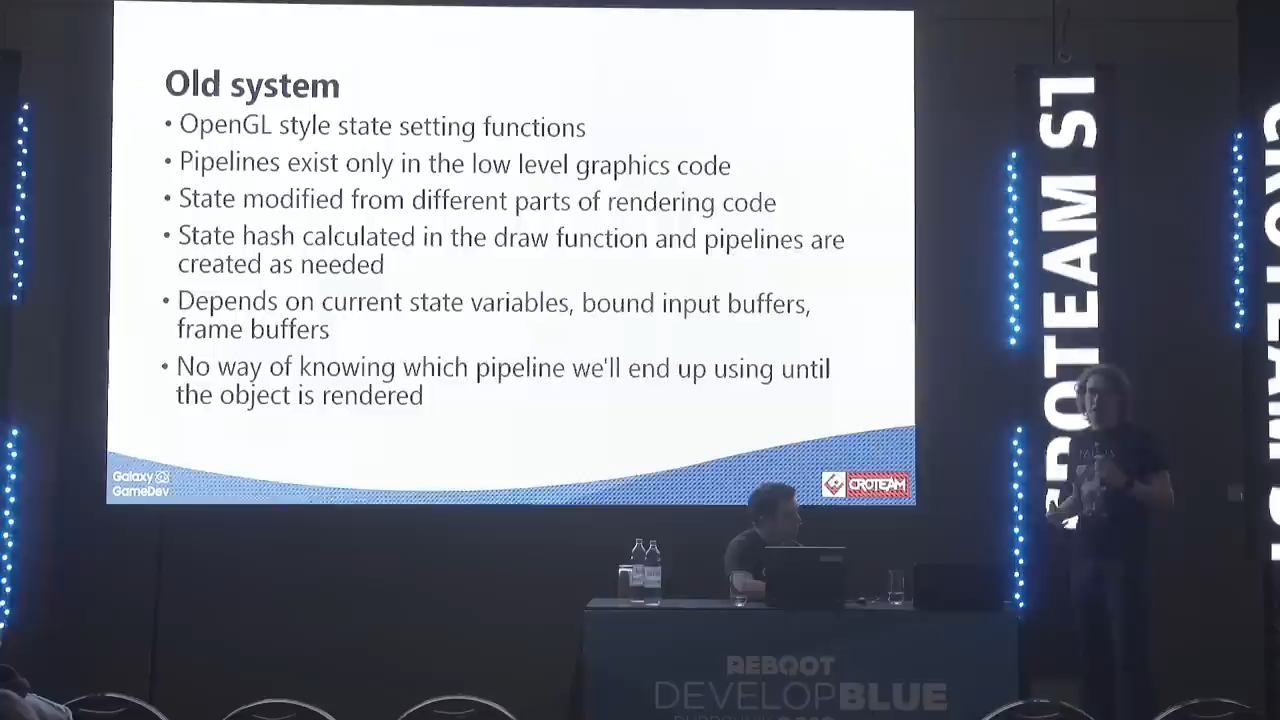 Old system
• OpenGL style state setting functions
• Pipelines exist only in the low level graphics code
• State modified from different parts of rendering code
• State hash calculated in the draw function and pipelines are
created as needed
• Depends on current state variables, bound input buffers,
frame buffers
• No way of knowing which pipeline we'll end up using until
the object is rendered
Galaxy
GameDev
CROTEAM
REBOOT
DEVELOPBLUE